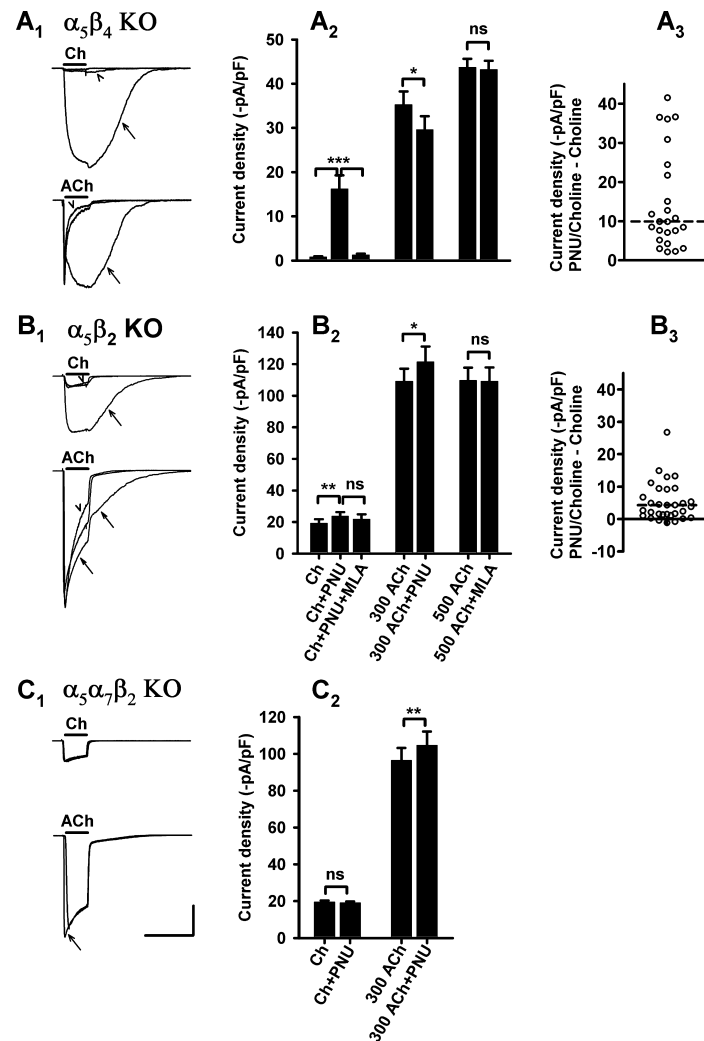 A1 α5β4 KO
Ch
ACh
A2
Current density (-pA/pF)
50
40
30
20
10
0
***
*
ns
A3
Current density (-pA/pF)
PNU/Choline - Choline
40
30
20
10
0
B1 α5β2 KO
Ch
ACh
B2
Current density (-pA/pF)
140
120
100
80
60
40
20
0
**
ns
*
ns
Ch
Ch+PNU
Ch+PNU+MLA
300 ACh
300 ACh+PNU
500 ACh
500 ACh+MLA
B3
Current density (-pA/pF)
PNU/Choline - Choline
40
30
20
10
0
-10
C1 α5α7β2 KO
Ch
ACh
C2
Current density (-pA/pF)
120
100
80
60
40
20
0
ns
**
Ch
Ch+PNU
300 ACh
300 ACh+PNU